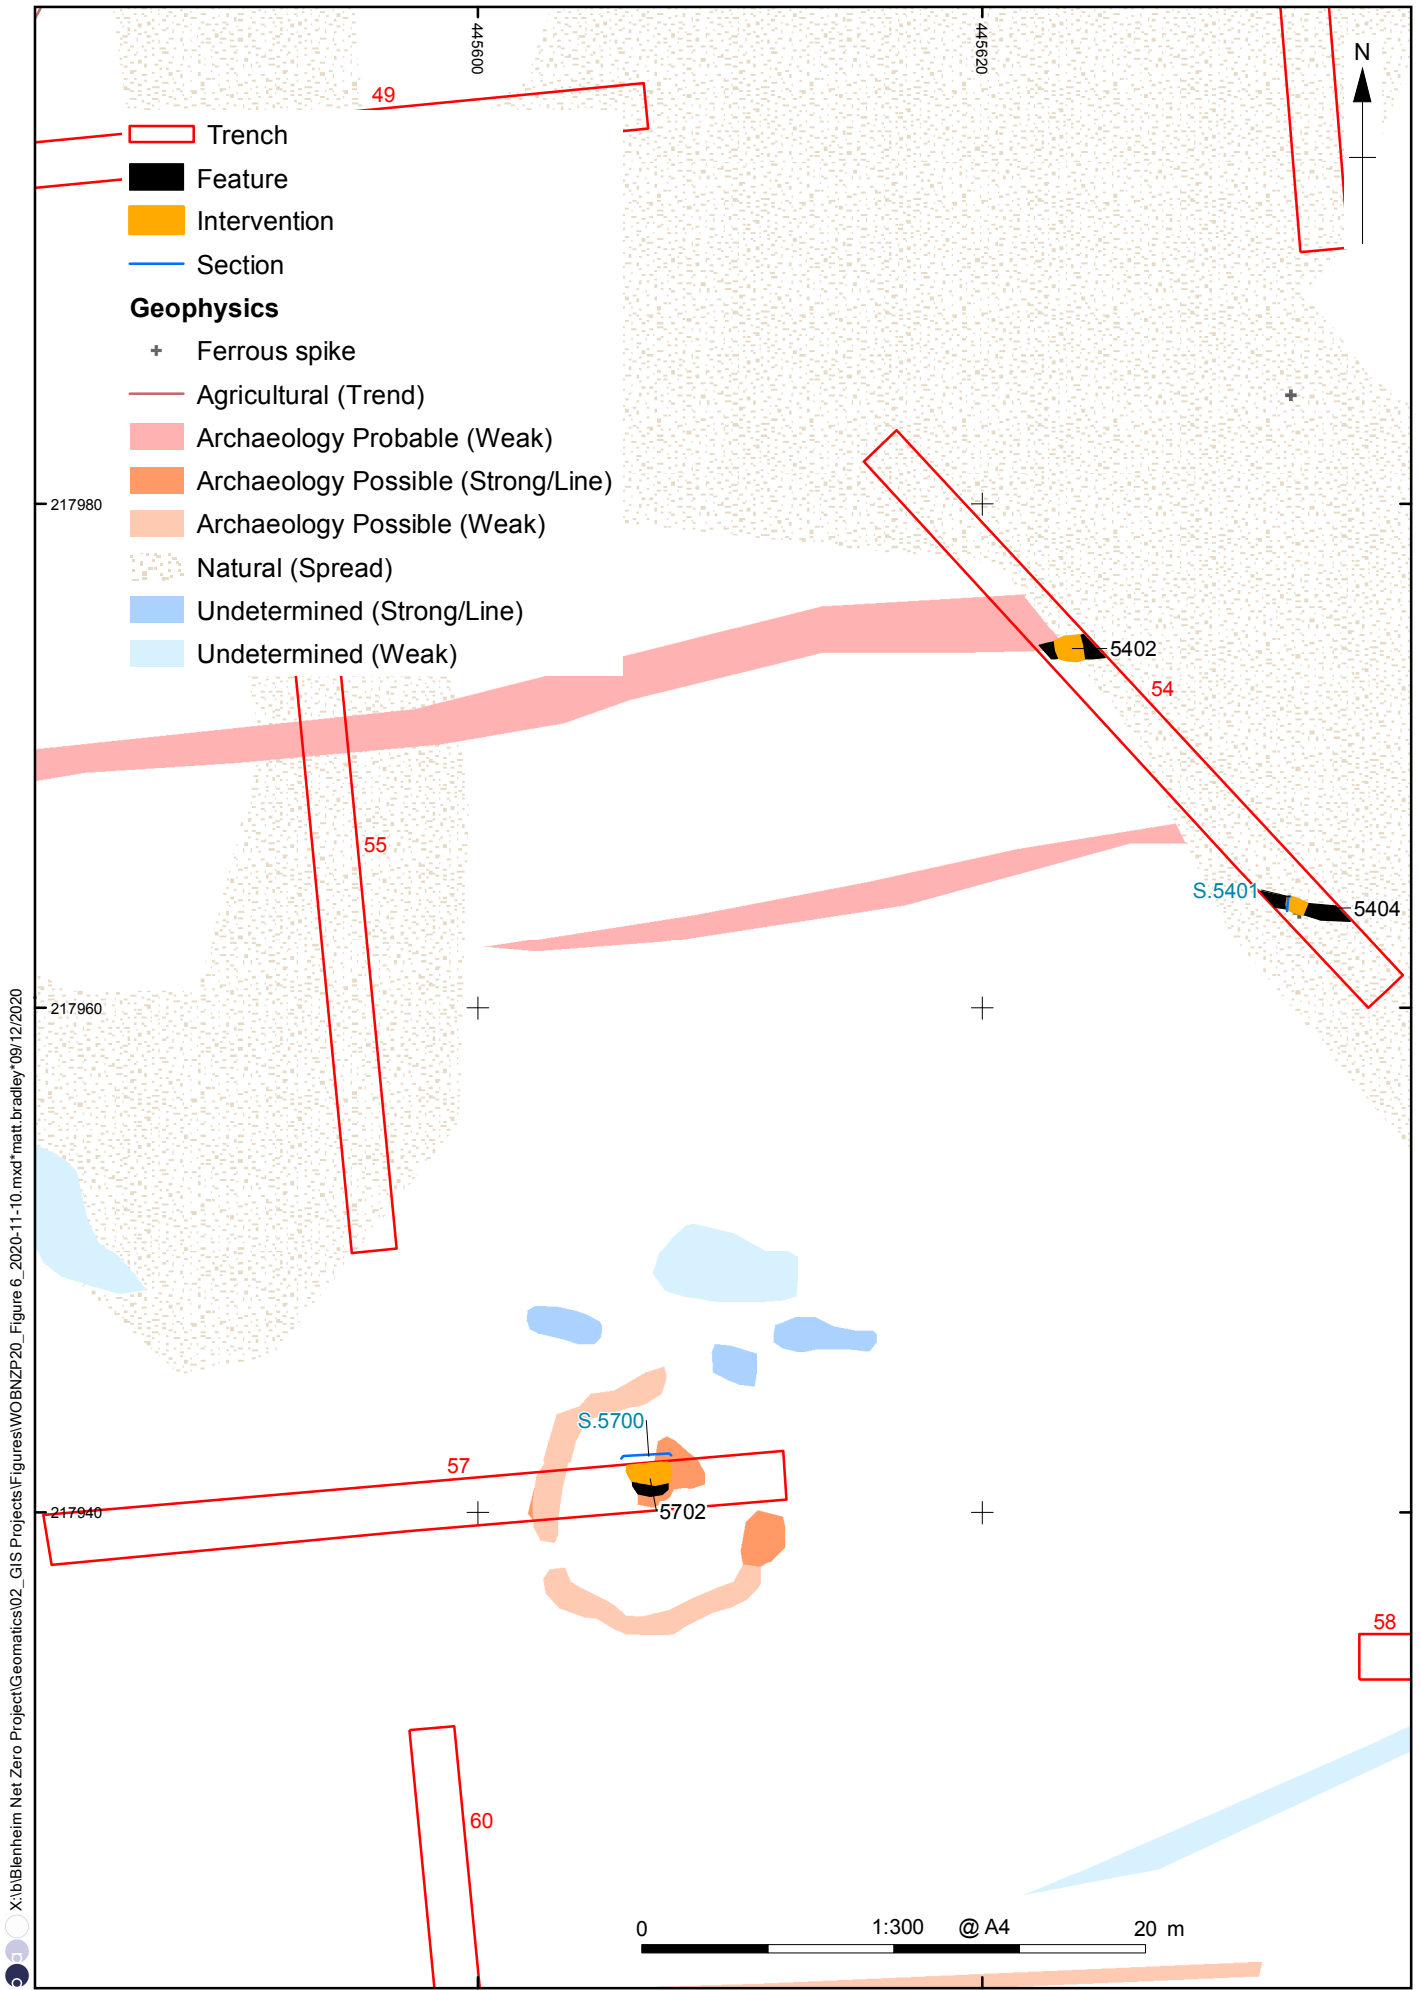 445600
445620
N
49
Trench
Feature
Intervention
Section
Geophysics
Ferrous spike
Agricultural (Trend)
Archaeology Probable (Weak)
Archaeology Possible (Strong/Line)
Archaeology Possible (Weak)
Natural (Spread)
Undetermined (Strong/Line)
Undetermined (Weak)
217980
5402
54
55
S.5401
5404
217960
S.5700
57
5702
217940
58
60
0 1:300 @ A4 20 m
X:\b\Blenheim Net Zero Project\Geomatics\02_GIS Projects\Figures\WOBNZP20_Figure 6_2020-11-10.mxd*matt.bradley*09/12/2020